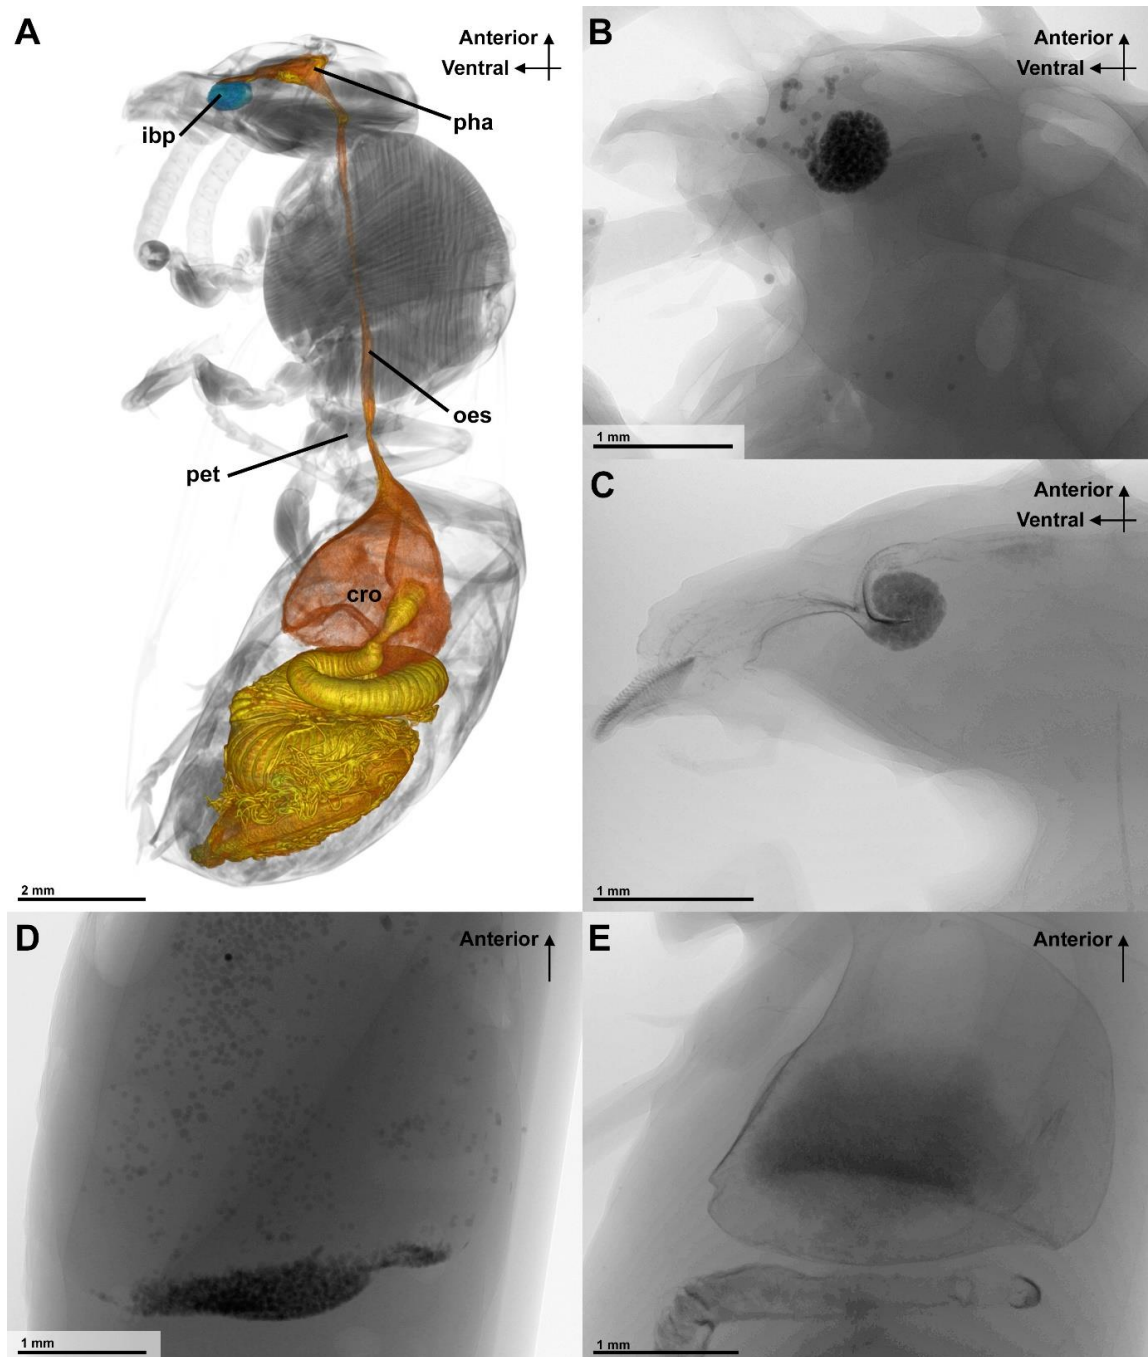 A
Anterior
Ventral
ibp
pha
oes
pet
cro
2 mm
B
Anterior
Ventral
1 mm
C
Anterior
Ventral
1 mm
D
Anterior
1 mm
E
Anterior
1 mm